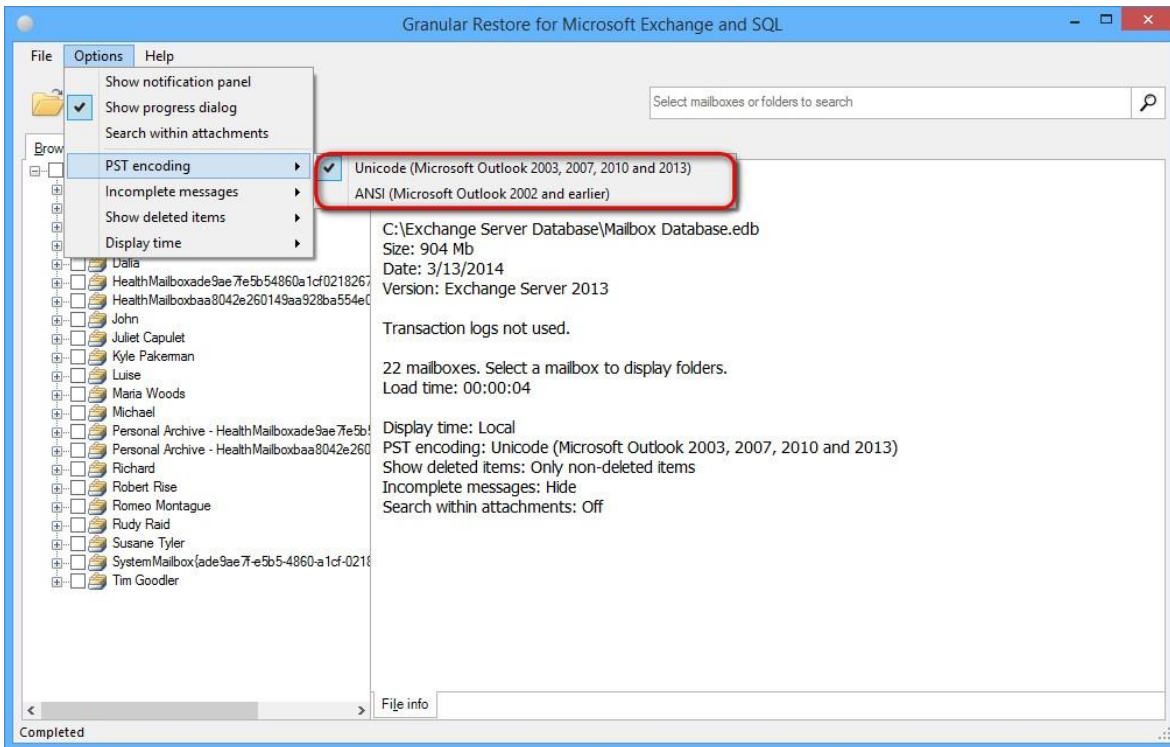 Granular Restore for Microsoft Exchange and SQL
File Options Help
Show notification panel
Show progress dialog
Search within attachments
PST encoding
Incomplete messages
Show deleted items
Display time
Unicode (Microsoft Outlook 2003, 2007, 2010 and 2013)
ANSI (Microsoft Outlook 2002 and earlier)
Select mailboxes or folders to search
Brow
Dalia
HealthMailboxade9ae7fe5b54860a1cf0218267
HealthMailboxbaa8042e260149aa928ba554e0
John
Juliet Capulet
Kyle Pakerman
Luise
Maria Woods
Michael
Personal Archive - HealthMailboxade9ae7fe5b5
Personal Archive - HealthMailboxbaa8042e260
Richard
Robert Rise
Romeo Montague
Rudy Raid
Susane Tyler
SystemMailbox{ade9ae7f-e5b5-4860-a1cf-0218
Tim Goodler
C:\Exchange Server Database\Mailbox Database.edb
Size: 904 Mb
Date: 3/13/2014
Version: Exchange Server 2013
Transaction logs not used.
22 mailboxes. Select a mailbox to display folders.
Load time: 00:00:04
Display time: Local
PST encoding: Unicode (Microsoft Outlook 2003, 2007, 2010 and 2013)
Show deleted items: Only non-deleted items
Incomplete messages: Hide
Search within attachments: Off
File info
Completed